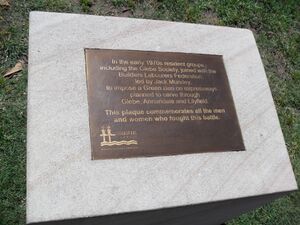 In the early 1970s resident groups,
including the Glebe Society, joined with the
Builders Labourers Federation,
led by Jack Mundey,
to impose a Green Ban on expressways
planned to carve through
Glebe, Annandale and Lilyfield.
This plaque commemorates all the men
and women who fought this battle.